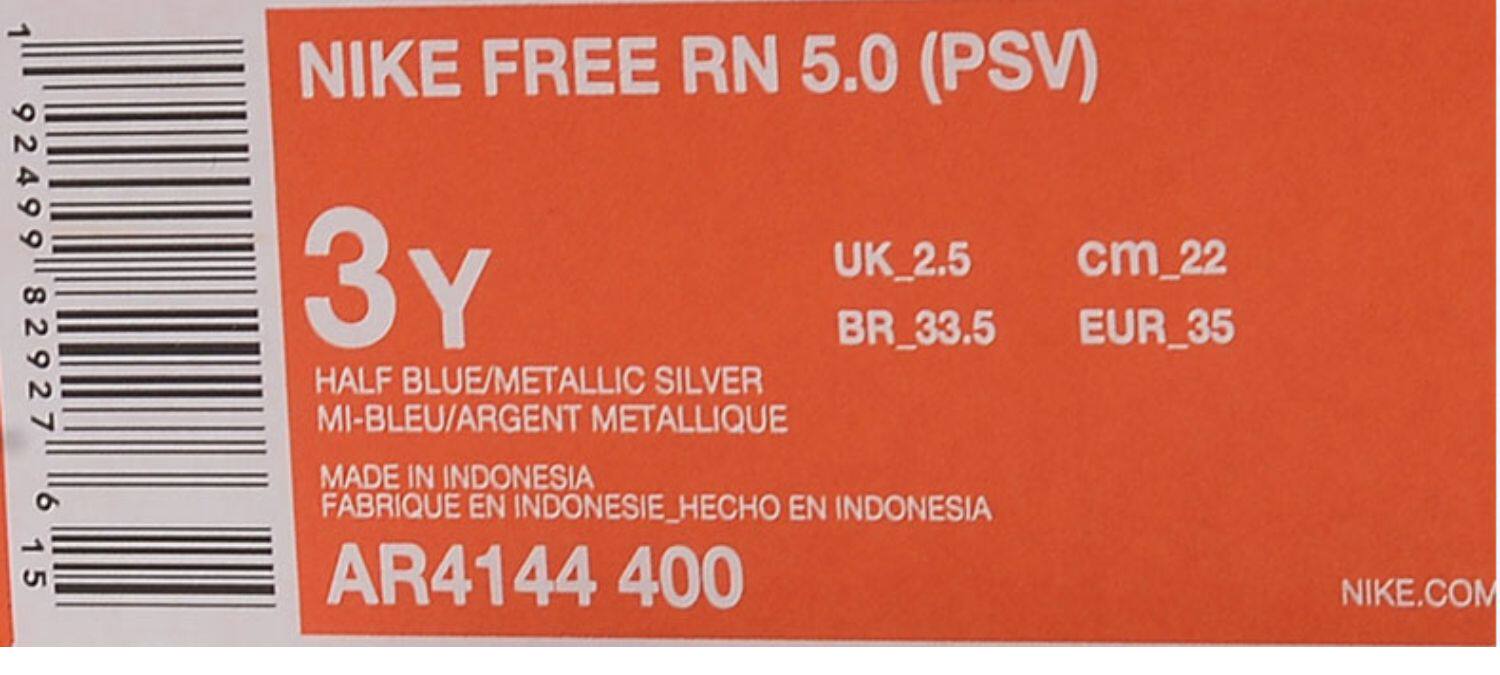 NIKE FREE RN 5.0 (PSV)
3Y
UK_2.5 cm_22
BR_33.5 EUR_35
HALF BLUE/METALLIC SILVER
MI-BLEU/ARGENT METALLIQUE
MADE IN INDONESIA
FABRIQUE EN INDONESIE_HECHO EN INDONESIA
AR4144 400
NIKE.COM
1 92499 82927 6 15